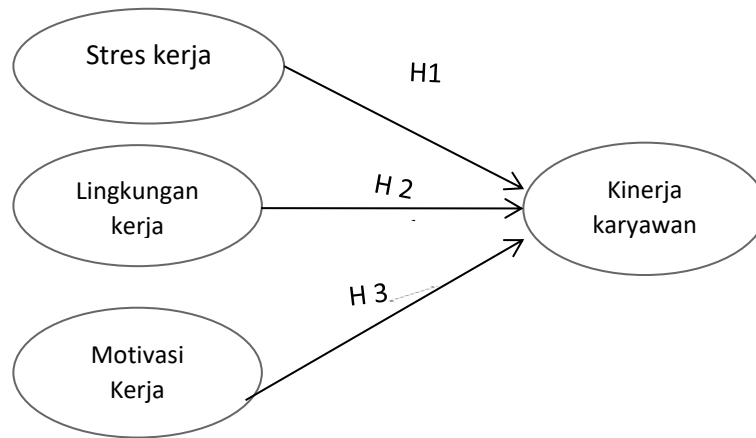 Stres kerja
H1
Lingkungan
kerja
H 2
Kinerja
karyawan
H 3
Motivasi
Kerja